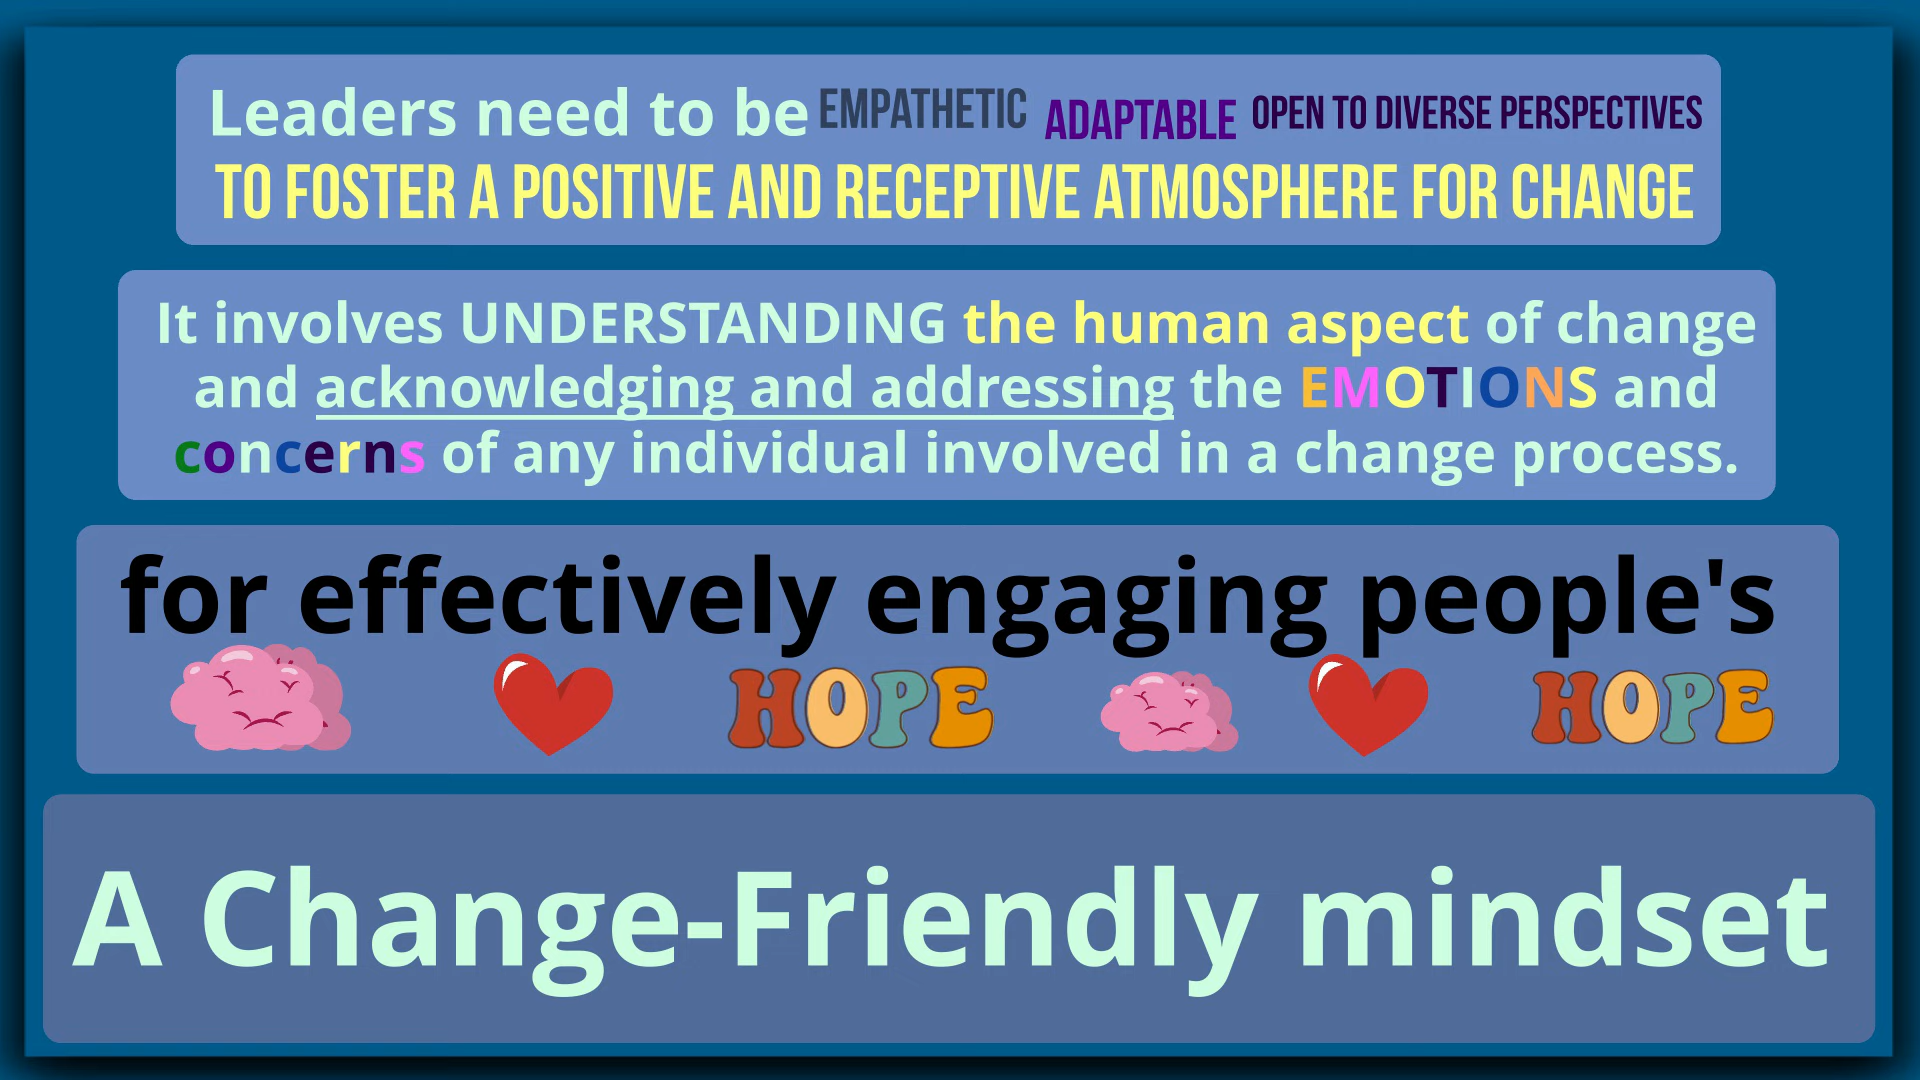 Leaders need to be EMPATHETIC ADAPTABLE OPEN TO DIVERSE PERSPECTIVES
TO FOSTER A POSITIVE AND RECEPTIVE ATMOSPHERE FOR CHANGE
It involves UNDERSTANDING the human aspect of change
and acknowledging and addressing the EMOTIONS and
concerns of any individual involved in a change process.
for effectively engaging people's
HOPE HOPE
A Change-Friendly mindset